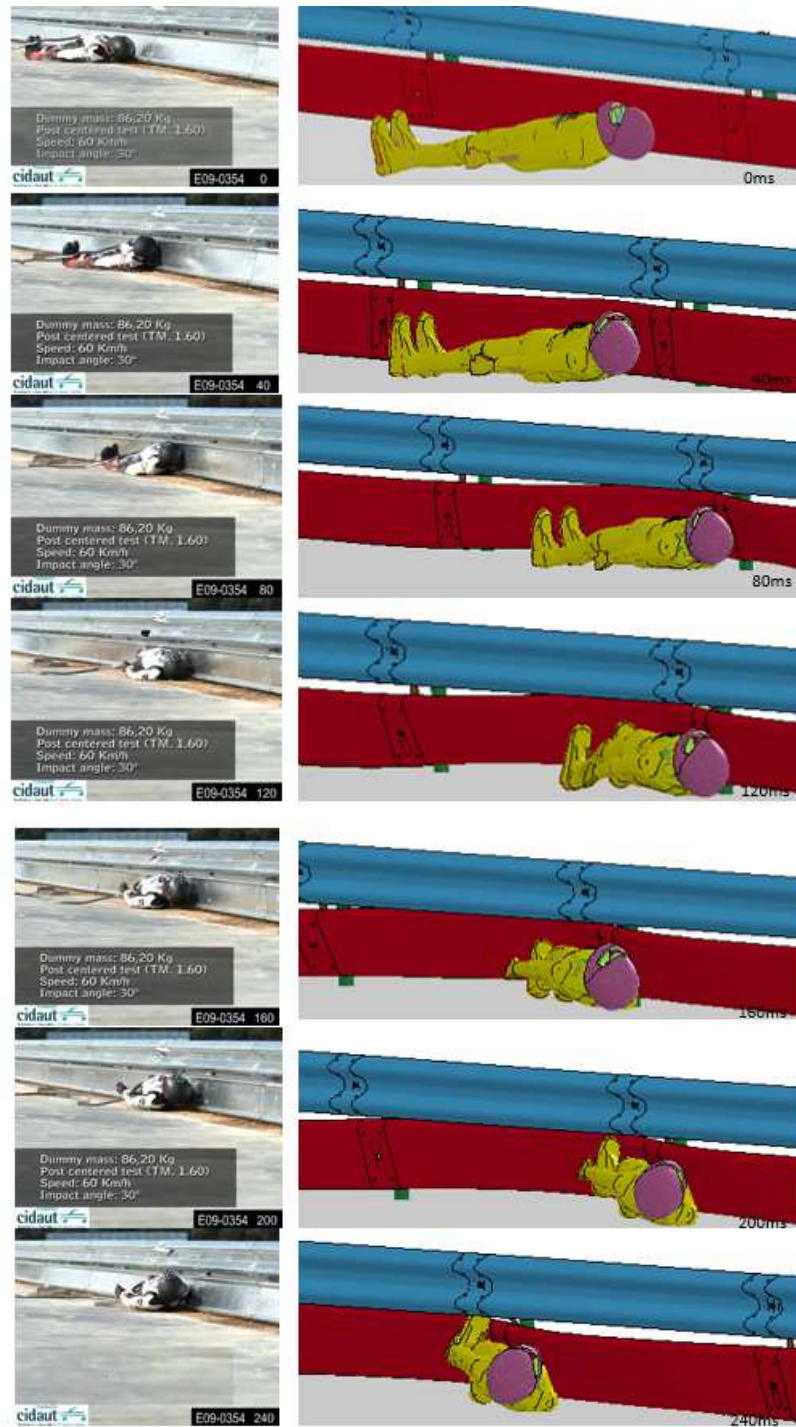 Dummy mass: 86,20 Kg
Post centered test (TM. 1.60)
Speed: 60 Km/h
Impact angle: 30°
cidaut
E09-0354 0
0ms
Dummy mass: 86,20 Kg
Post centered test (TM. 1.60)
Speed: 60 Km/h
Impact angle: 30°
cidaut
E09-0354 40
40ms
Dummy mass: 86,20 Kg
Post centered test (TM. 1.60)
Speed: 60 Km/h
Impact angle: 30°
cidaut
E09-0354 80
80ms
Dummy mass: 86,20 Kg
Post centered test (TM. 1.60)
Speed: 60 Km/h
Impact angle: 30°
cidaut
E09-0354 120
120ms
Dummy mass: 86,20 Kg
Post centered test (TM. 1.60)
Speed: 60 Km/h
Impact angle: 30°
cidaut
E09-0354 160
160ms
Dummy mass: 86,20 Kg
Post centered test (TM. 1.60)
Speed: 60 Km/h
Impact angle: 30°
cidaut
E09-0354 200
200ms
cidaut
E09-0354 240
240ms